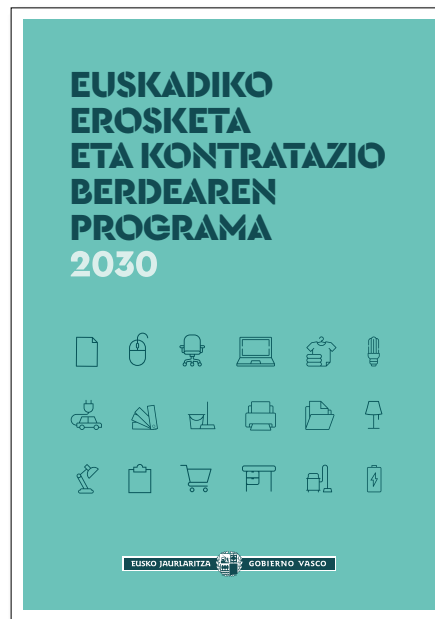 EUSKADIKO
EROSKETA
ETA KONTRATAZIO
BERDEAREN
PROGRAMA
2030
EUSKO JAURLARITZA GOBIERNO VASCO